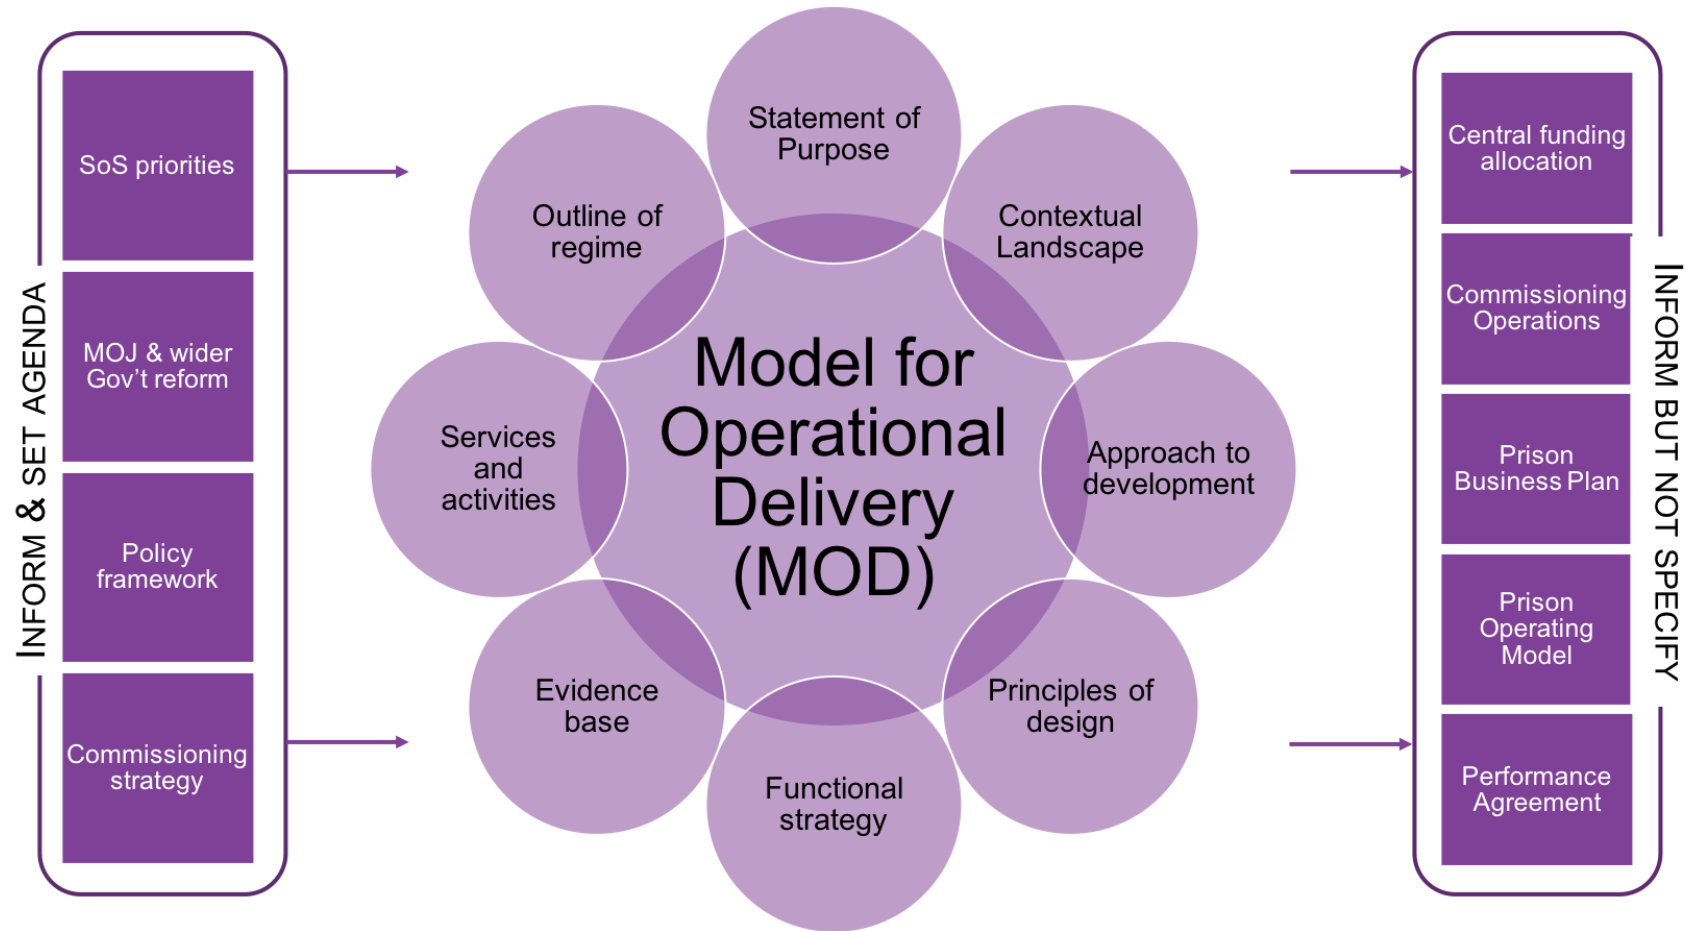 INFORM & SET AGENDA
SoS priorities
MOJ & wider
Gov't reform
Policy
framework
Commissioning
strategy
Statement of
Purpose
Contextual
Landscape
Approach to
development
Principles of
design
Functional
strategy
Evidence
base
Services
and
activities
Outline of
regime
Model for
Operational
Delivery
(MOD)
Central funding
allocation
Commissioning
Operations
Prison
Business Plan
Prison
Operating
Model
Performance
Agreement
INFORM BUT NOT SPECIFY